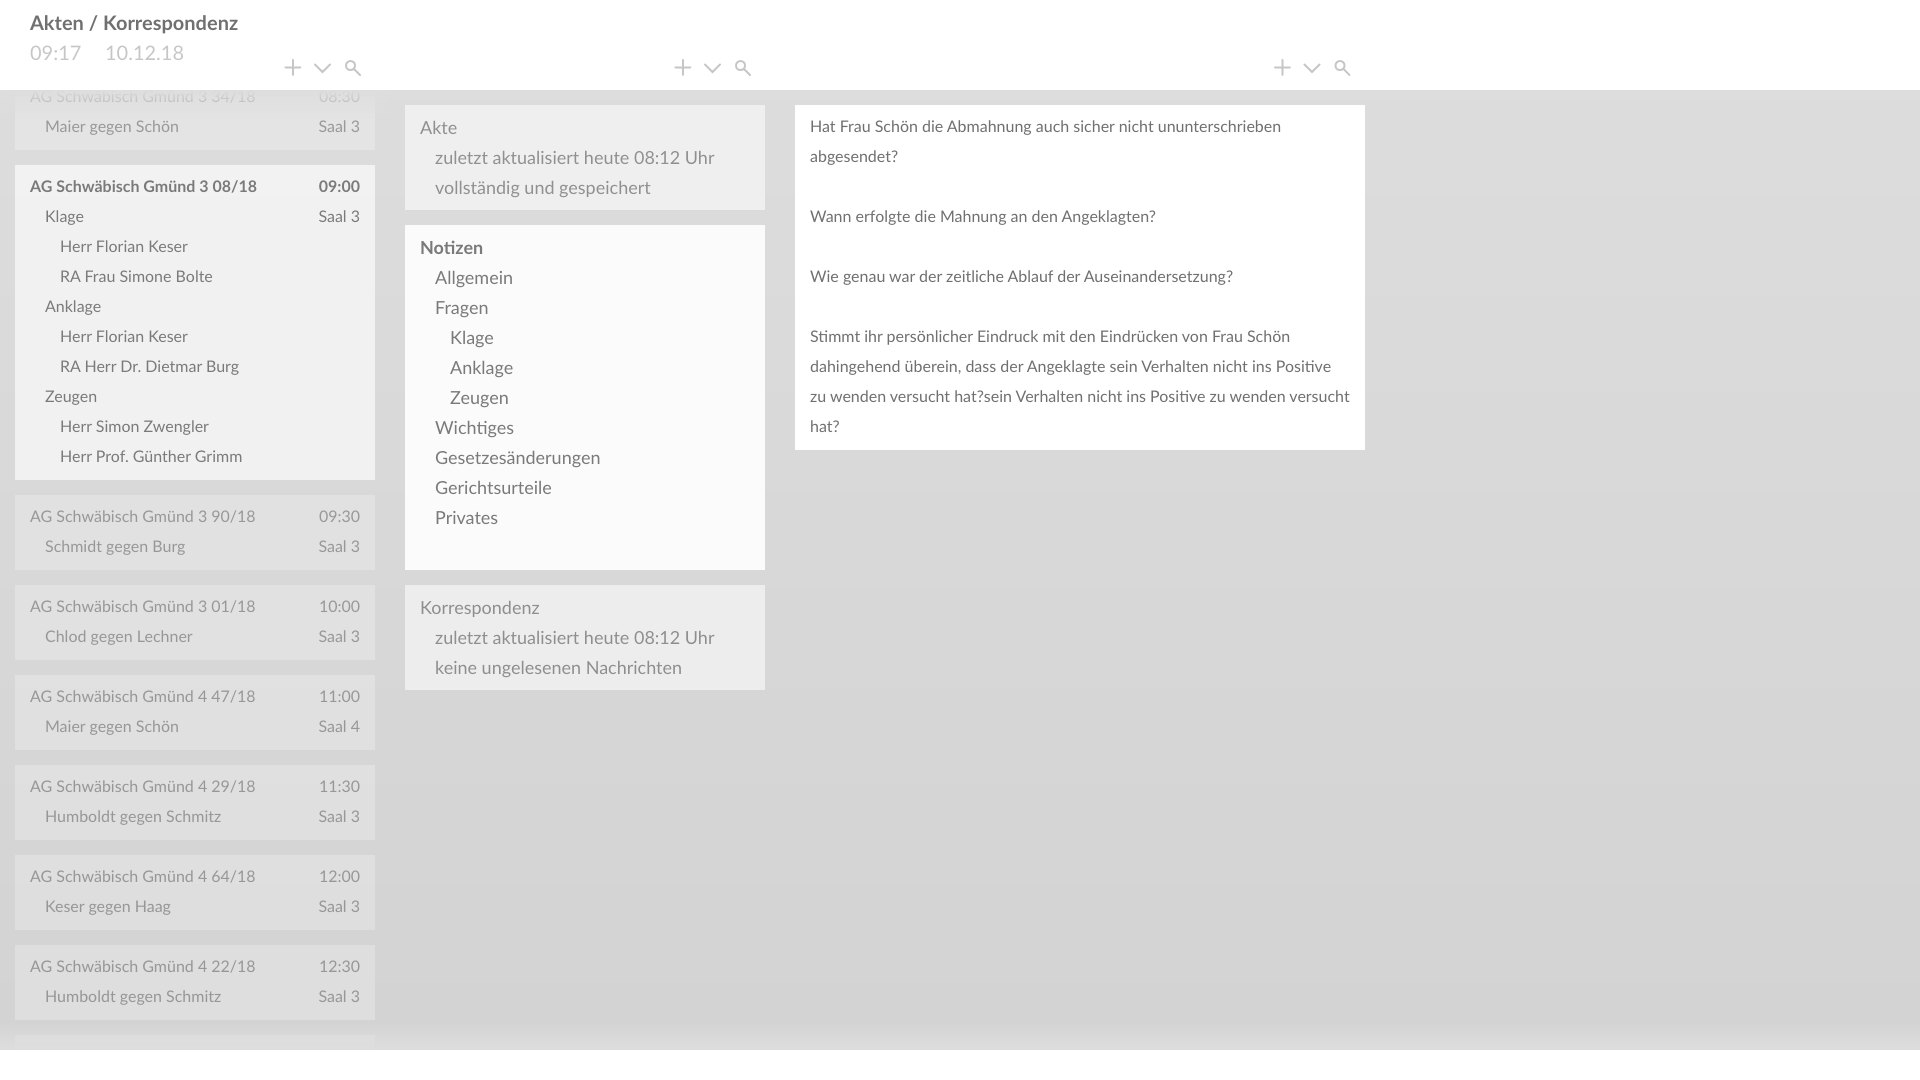 Akten / Korrespondenz
09:17 10.12.18
AG Schwäbisch Gmünd 3 34/18 08:30
Maier gegen Schön Saal 3
AG Schwäbisch Gmünd 3 08/18 09:00
Klage Saal 3
Herr Florian Keser
RA Frau Simone Bolte
Anklage
Herr Florian Keser
RA Herr Dr. Dietmar Burg
Zeugen
Herr Simon Zwengler
Herr Prof. Günther Grimm
AG Schwäbisch Gmünd 3 90/18 09:30
Schmidt gegen Burg Saal 3
AG Schwäbisch Gmünd 3 01/18 10:00
Chlod gegen Lechner Saal 3
AG Schwäbisch Gmünd 4 47/18 11:00
Maier gegen Schön Saal 4
AG Schwäbisch Gmünd 4 29/18 11:30
Humboldt gegen Schmitz Saal 3
AG Schwäbisch Gmünd 4 64/18 12:00
Keser gegen Haag Saal 3
AG Schwäbisch Gmünd 4 22/18 12:30
Humboldt gegen Schmitz Saal 3
Akte
zuletzt aktualisiert heute 08:12 Uhr
vollständig und gespeichert
Notizen
Allgemein
Fragen
Klage
Anklage
Zeugen
Wichtiges
Gesetzesänderungen
Gerichtsurteile
Privates
Korrespondenz
zuletzt aktualisiert heute 08:12 Uhr
keine ungelesenen Nachrichten
Hat Frau Schön die Abmahnung auch sicher nicht ununterschrieben
abgesendet?
Wann erfolgte die Mahnung an den Angeklagten?
Wie genau war der zeitliche Ablauf der Auseinandersetzung?
Stimmt ihr persönlicher Eindruck mit den Eindrücken von Frau Schön
dahingehend überein, dass der Angeklagte sein Verhalten nicht ins Positive
zu wenden versucht hat?sein Verhalten nicht ins Positive zu wenden versucht
hat?